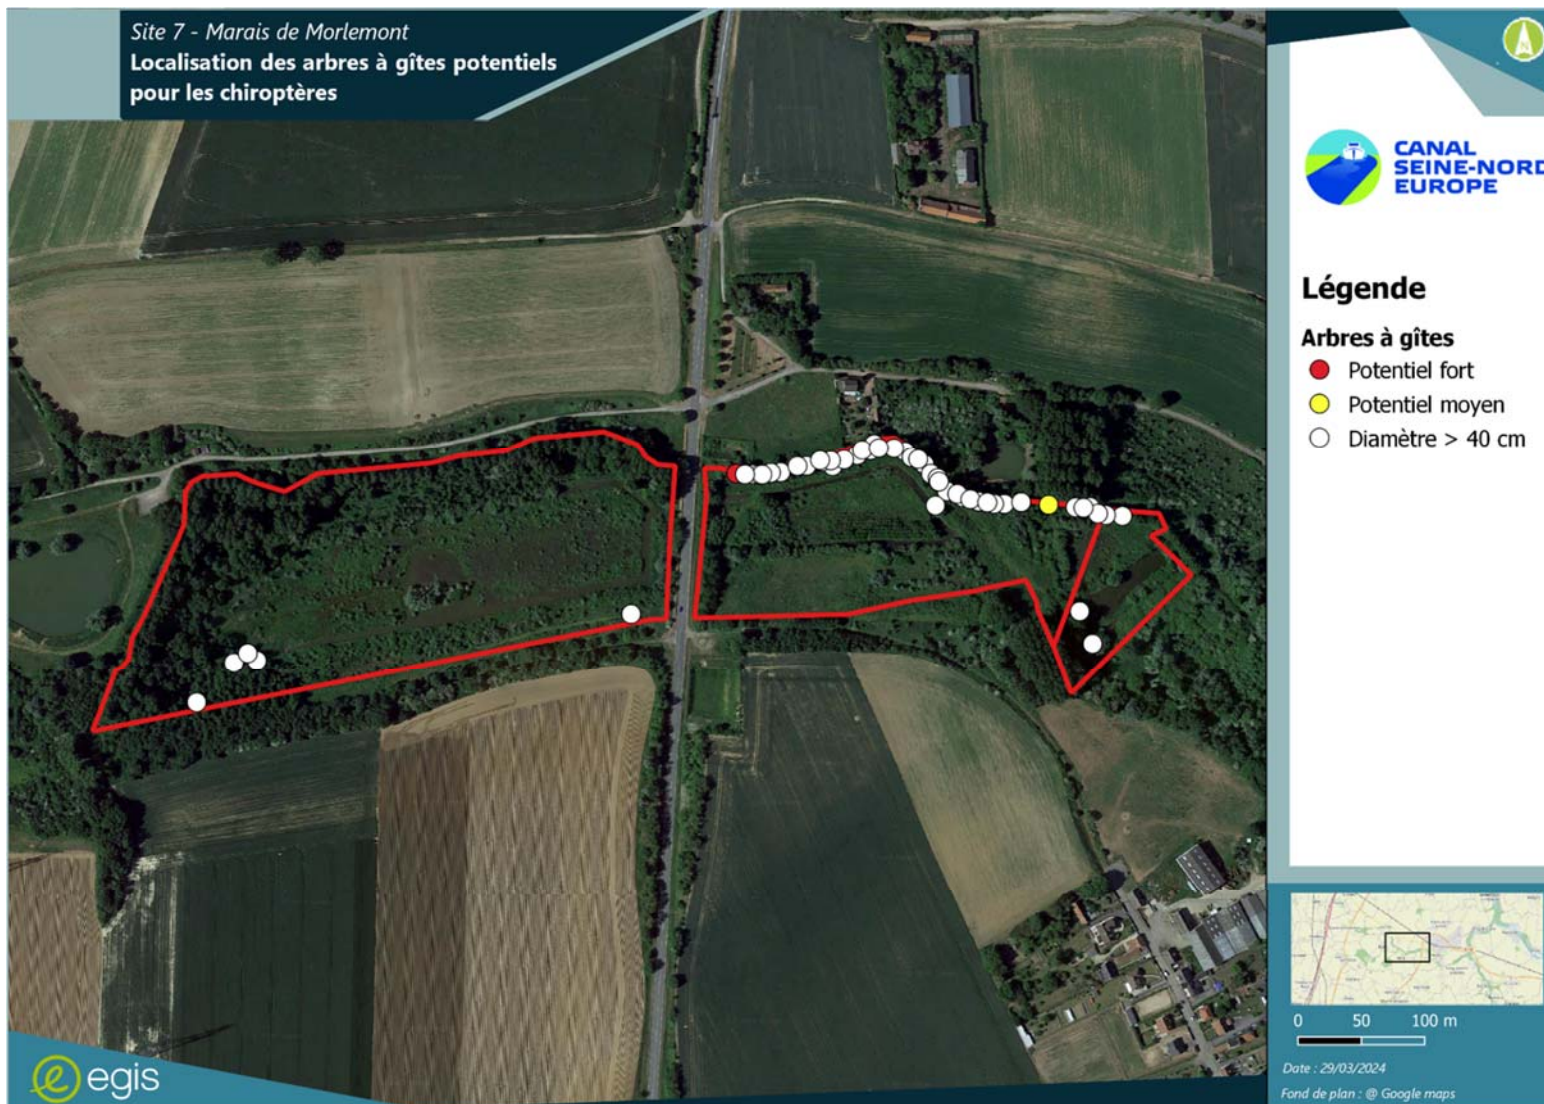 Site 7 - Marais de Morlemont
Localisation des arbres à gîtes potentiels
pour les chiroptères
N
CANAL
SEINE-NORD
EUROPE
Légende
Arbres à gîtes
Potentiel fort
Potentiel moyen
Diamètre > 40 cm
0 50 100 m
Date : 29/03/2024
Fond de plan : @ Google maps
egis